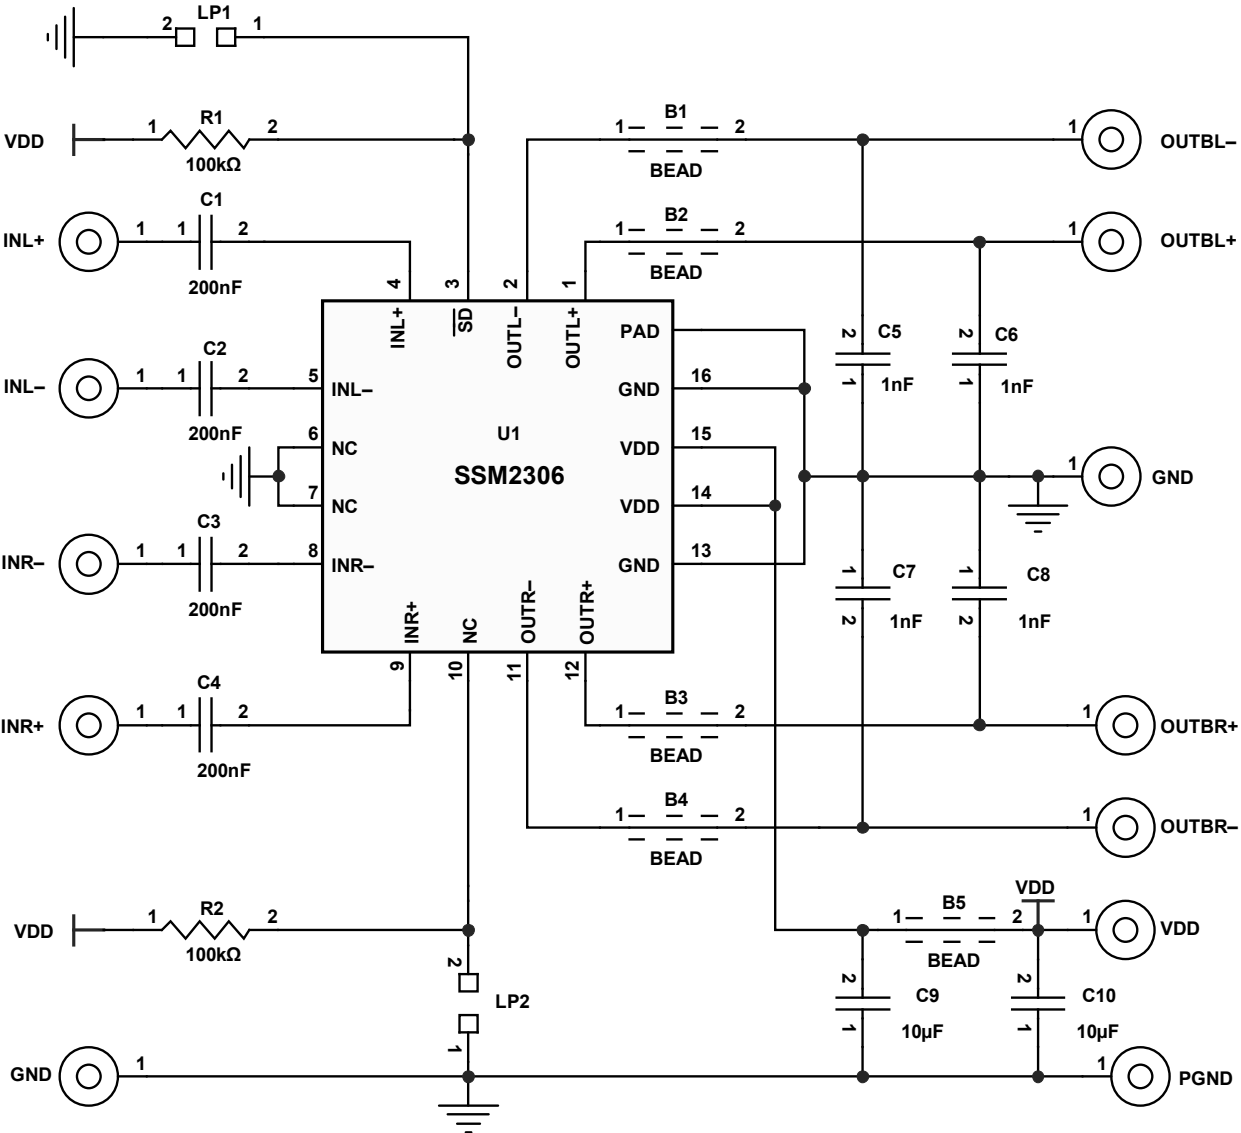 2 LP1 1
VDD 1 R1 2
100kΩ
INL+ 1 1 C1 2
200nF
INL– 1 1 C2 2
200nF
INR– 1 1 C3 2
200nF
INR+ 1 1 C4 2
200nF
4 3 2 1
INL+ SD OUTL– OUTL+
5 INL–
6 NC
7 NC
8 INR–
U1
SSM2306
PAD
GND 16
VDD 15
VDD 14
GND 13
INR+ NC OUTR– OUTR+
9 10 11 12
1 B1 2
BEAD
1 OUTBL–
1 B2 2
BEAD
1 OUTBL+
2 C5
1 1nF
2 C6
1 1nF
1 GND
1 C7
2 1nF
1 C8
2 1nF
1 B3 2
BEAD
1 OUTBR+
1 B4 2
BEAD
1 OUTBR–
VDD
1 B5 2
BEAD
1 VDD
2 C9
1 10µF
2 C10
1 10µF
VDD 1 R2 2
100kΩ
2
LP2
1
GND 1
1 PGND